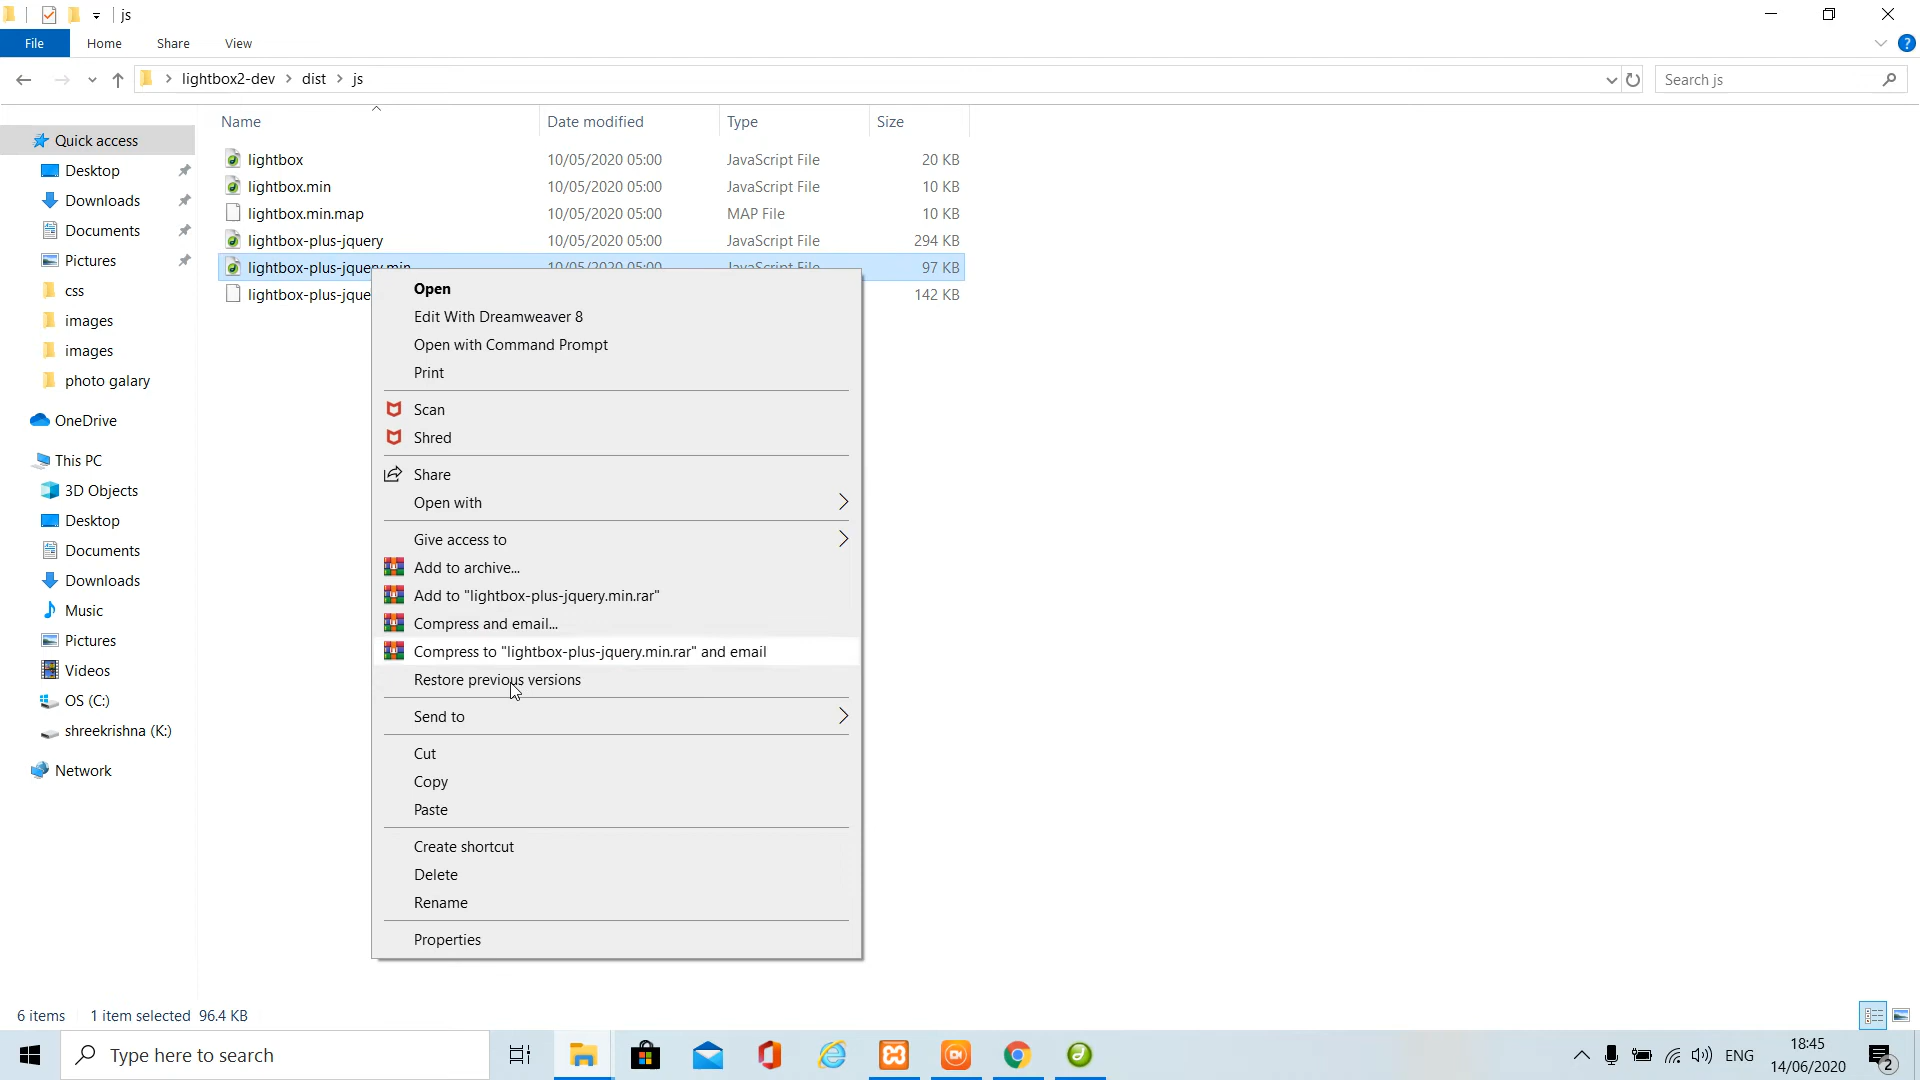 js
File Home Share View
lightbox2-dev dist js
Search js
Name Date modified Type Size
Quick access
Desktop
Downloads
Documents
Pictures
css
images
images
photo galary
OneDrive
This PC
3D Objects
Desktop
Documents
Downloads
Music
Pictures
Videos
OS (C:)
shreekrishna (K:)
Network
lightbox 10/05/2020 05:00 JavaScript File 20 KB
lightbox.min 10/05/2020 05:00 JavaScript File 10 KB
lightbox.min.map 10/05/2020 05:00 MAP File 10 KB
lightbox-plus-jquery 10/05/2020 05:00 JavaScript File 294 KB
lightbox-plus-jquery.min 10/05/2020 05:00 JavaScript File 97 KB
lightbox-plus-jque 142 KB
Open
Edit With Dreamweaver 8
Open with Command Prompt
Print
Scan
Shred
Share
Open with
Give access to
Add to archive...
Add to "lightbox-plus-jquery.min.rar"
Compress and email...
Compress to "lightbox-plus-jquery.min.rar" and email
Restore previous versions
Send to
Cut
Copy
Paste
Create shortcut
Delete
Rename
Properties
6 items 1 item selected 96.4 KB
Type here to search
ENG
18:45
14/06/2020
2